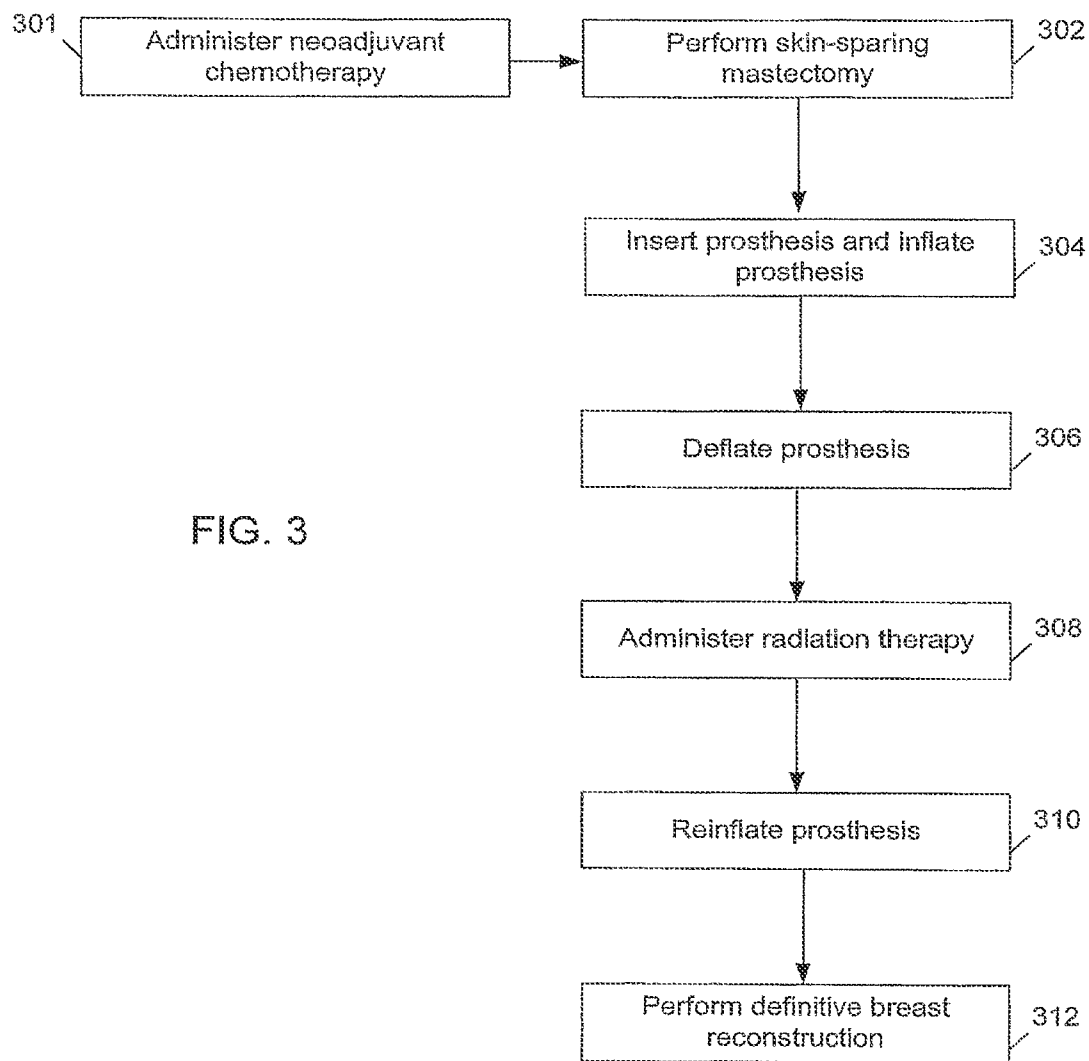 301
Administer neoadjuvant
chemotherapy
Perform skin-sparing
mastectomy
302
Insert prosthesis and inflate
prosthesis
304
Deflate prosthesis
306
FIG. 3
Administer radiation therapy
308
Reinflate prosthesis
310
Perform definitive breast
reconstruction
312